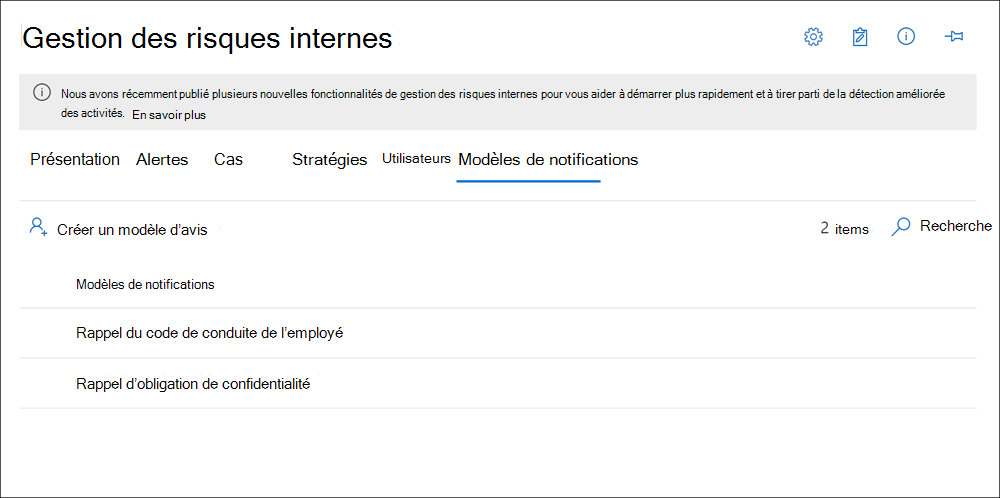 Gestion des risques internes
Nous avons récemment publié plusieurs nouvelles fonctionnalités de gestion des risques internes pour vous aider à démarrer plus rapidement et à tirer parti de la détection améliorée
des activités. En savoir plus
Présentation Alertes Cas Stratégies Utilisateurs Modèles de notifications
Créer un modèle d’avis 2 items Recherche
Modèles de notifications
Rappel du code de conduite de l’employé
Rappel d’obligation de confidentialité